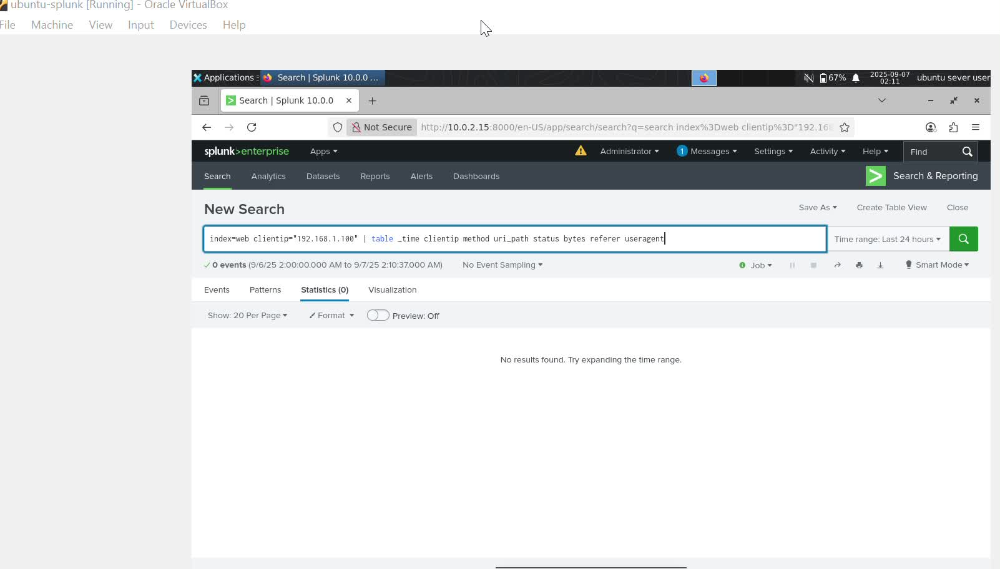 ubuntu-splunk [Running] - Oracle VirtualBox
File Machine View Input Devices Help
Applications Search | Splunk 10.0.0 ... 67% 2025-09-07 02:11 ubuntu sever user
Search | Splunk 10.0.0
Not Secure http://10.0.2.15:8000/en-US/app/search/search?q=search index%3Dweb clientip%3D"192.168
splunk>enterprise Apps Administrator 1 Messages Settings Activity Help Find
Search Analytics Datasets Reports Alerts Dashboards Search & Reporting
New Search Save As Create Table View Close
index=web clientip="192.168.1.100" | table _time clientip method uri_path status bytes referer useragent Time range: Last 24 hours
0 events (9/6/25 2:00:00.000 AM to 9/7/25 2:10:37.000 AM) No Event Sampling Job Smart Mode
Events Patterns Statistics (0) Visualization
Show: 20 Per Page Format Preview: Off
No results found. Try expanding the time range.